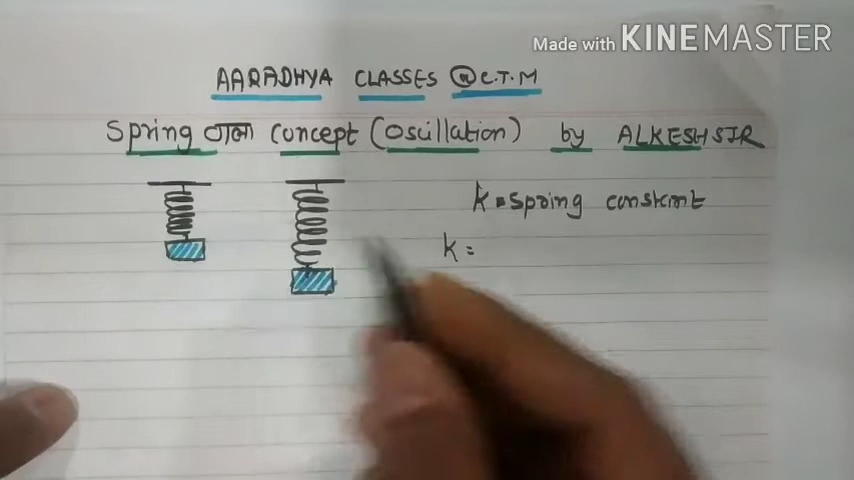 Made with KINEMASTER
AARADHYA CLASSES @ C.T.M
Spring वाला Concept (Oscillation) by ALKESH SIR
K = Spring constant
K =